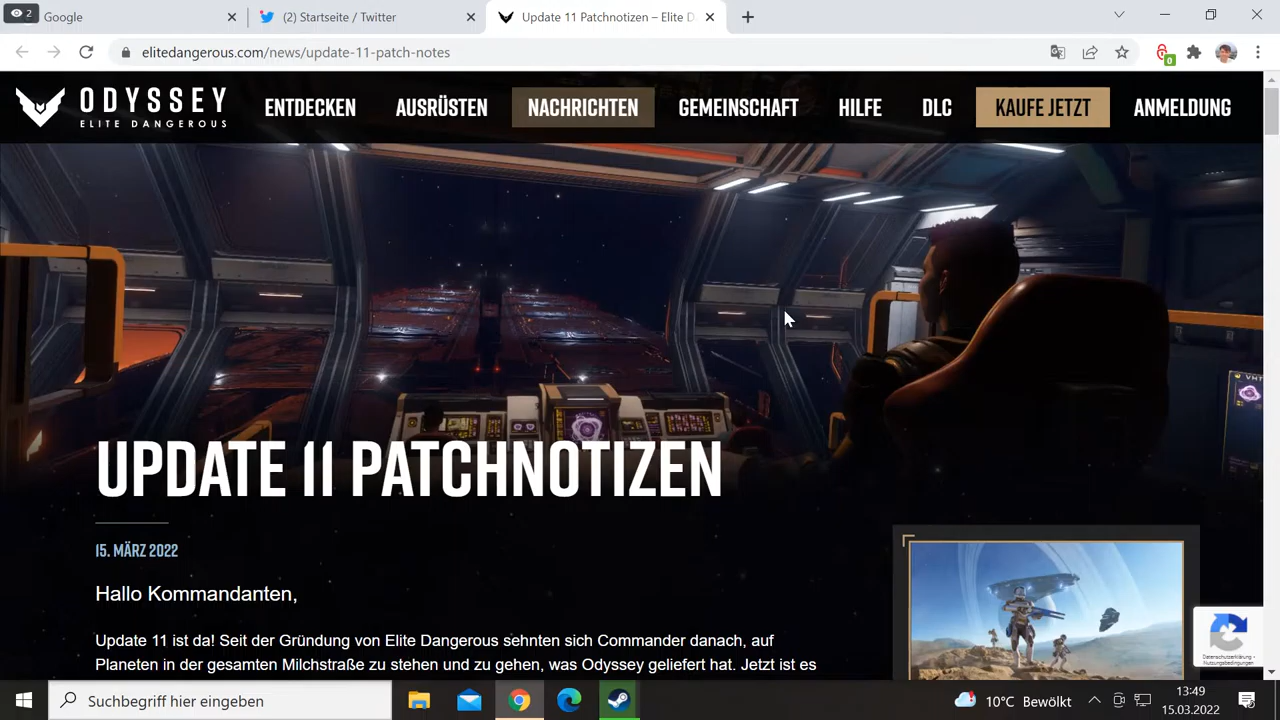 2
Google
(2) Startseite / Twitter
Update 11 Patchnotizen – Elite D
elitedangerous.com/news/update-11-patch-notes
0
ODYSSEY
ELITE DANGEROUS
ENTDECKEN
AUSRÜSTEN
NACHRICHTEN
GEMEINSCHAFT
HILFE
DLC
KAUFE JETZT
ANMELDUNG
UPDATE 11 PATCHNOTIZEN
15. MÄRZ 2022
Hallo Kommandanten,
Update 11 ist da! Seit der Gründung von Elite Dangerous sehnten sich Commander danach, auf
Planeten in der gesamten Milchstraße zu stehen und zu gehen, was Odyssey geliefert hat. Jetzt ist es
Datenschutzerklärung -
Nutzungsbedingungen
Suchbegriff hier eingeben
10°C Bewölkt
13:49
15.03.2022